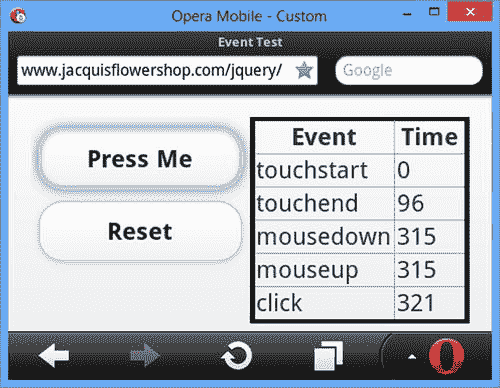 Opera Mobile - Custom
Event Test
www.jacquisflowershop.com/jquery/ Google
Press Me
Reset
Event Time
touchstart 0
touchend 96
mousedown 315
mouseup 315
click 321